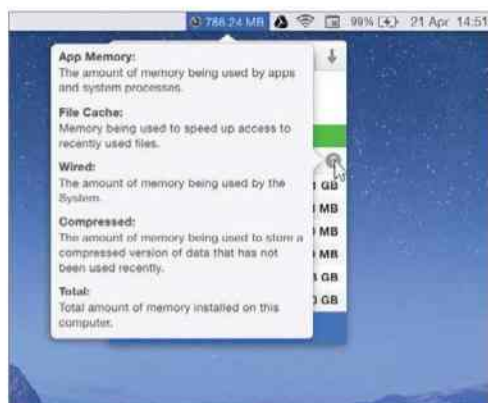 786.24 MB 99% 21 Apr 14:51
App Memory:
The amount of memory being used by apps
and system processes.
File Cache:
Memory being used to speed up access to
recently used files.
Wired:
The amount of memory being used by the
System.
Compressed:
The amount of memory being used to store a
compressed version of data that has not
been used recently.
Total:
Total amount of memory installed on this
computer.
GB
MB
MB
MB
GB
GB